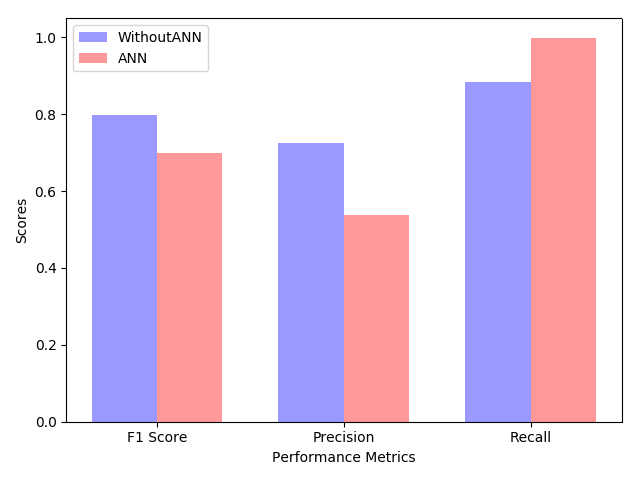 WithoutANN
ANN
1.0
0.8
0.6
0.4
0.2
0.0
Scores
F1 Score
Precision
Recall
Performance Metrics